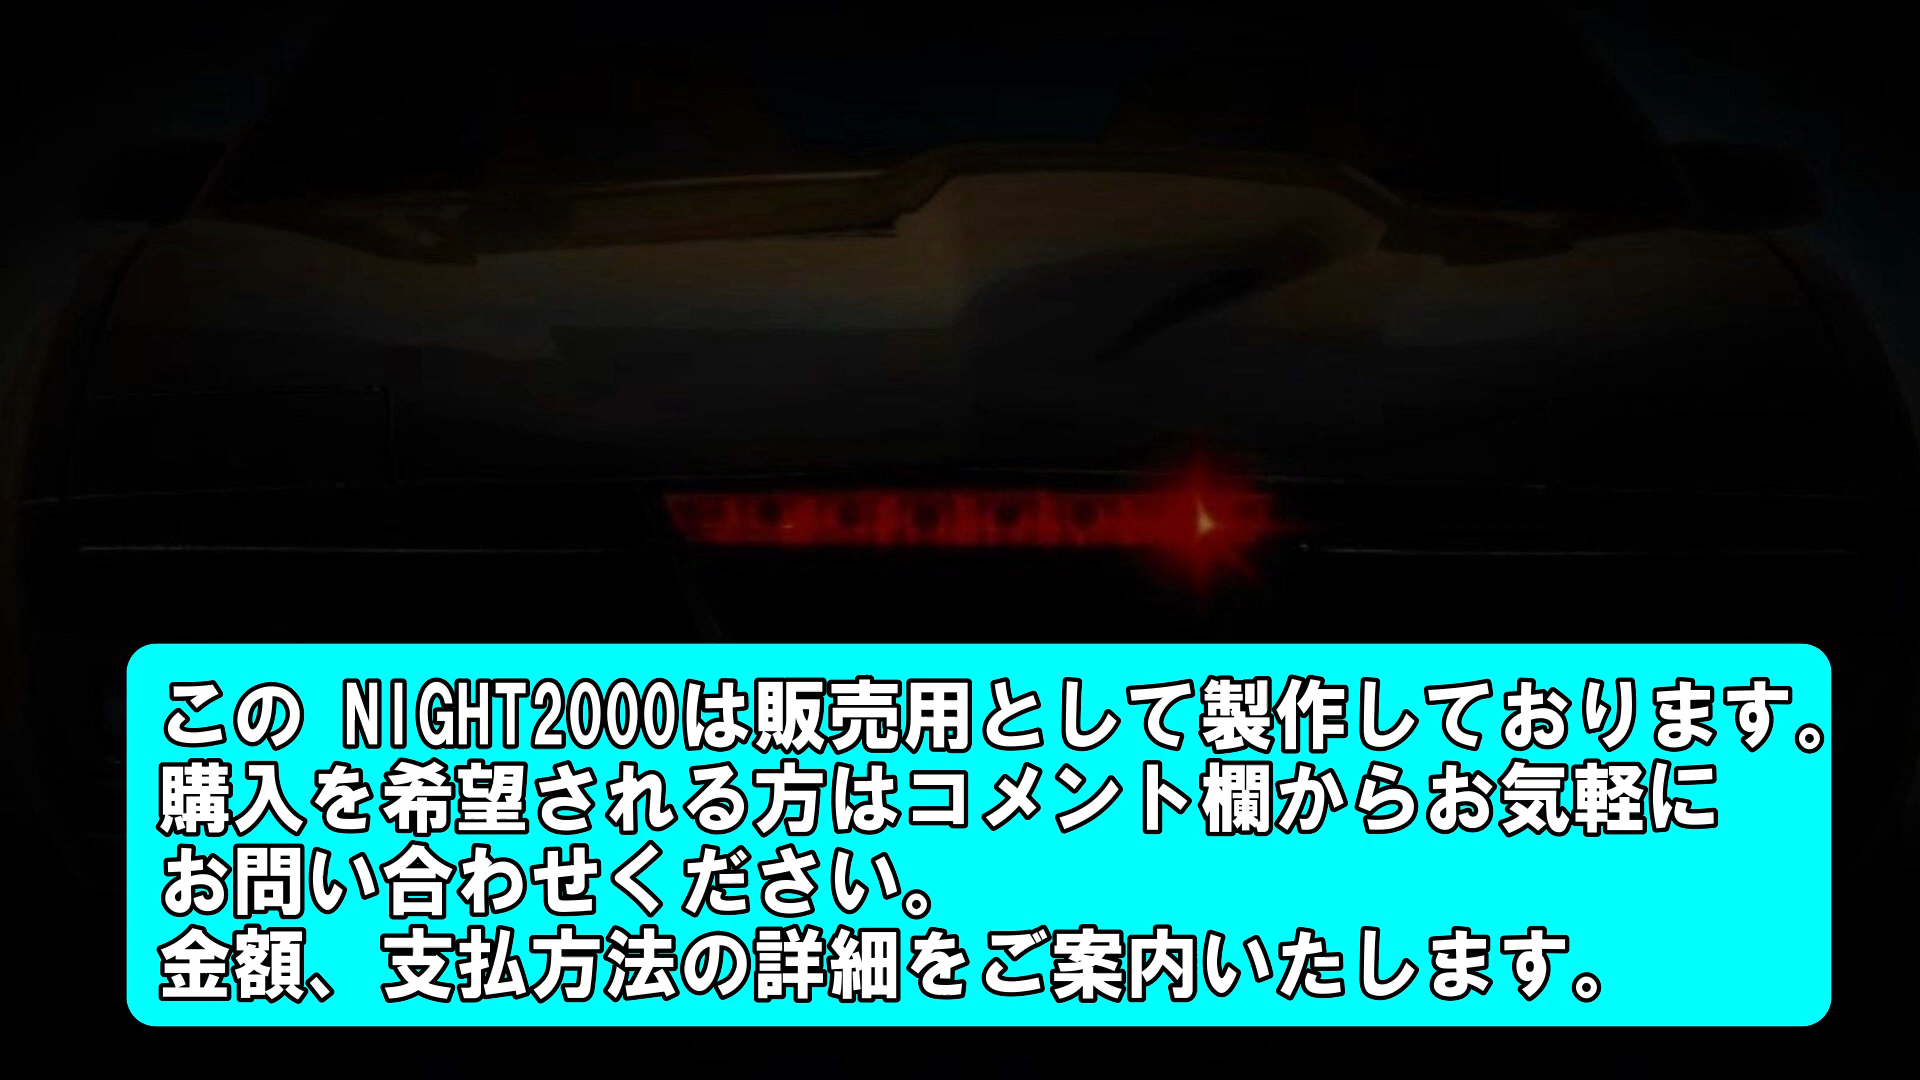 この NIGHT2000は販売用として製作しております。
購入を希望される方はコメント欄からお気軽に
お問い合わせください。
金額、支払方法の詳細をご案内いたします。